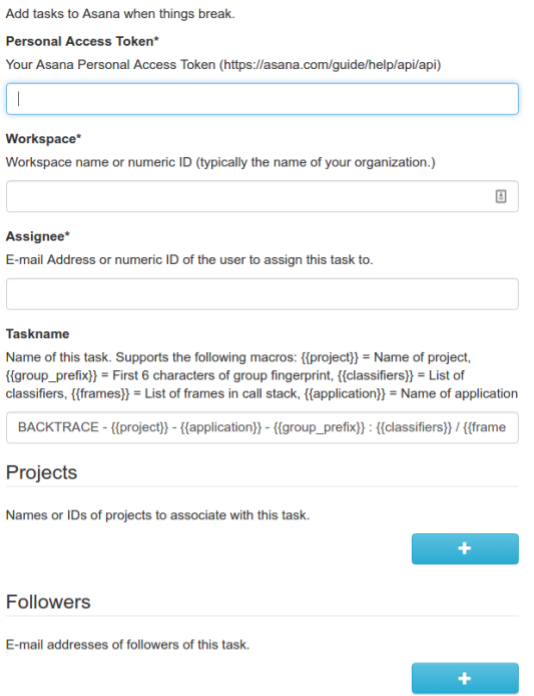 Add tasks to Asana when things break.
Personal Access Token*
Your Asana Personal Access Token (https://asana.com/guide/help/api/api)
Workspace*
Workspace name or numeric ID (typically the name of your organization.)
Assignee*
E-mail Address or numeric ID of the user to assign this task to.
Taskname
Name of this task. Supports the following macros: {{project}} = Name of project,
{{group_prefix}} = First 6 characters of group fingerprint, {{classifiers}} = List of
classifiers, {{frames}} = List of frames in call stack, {{application}} = Name of application
BACKTRACE - {{project}} - {{application}} - {{group_prefix}} : {{classifiers}} / {{frame
Projects
Names or IDs of projects to associate with this task.
+
Followers
E-mail addresses of followers of this task.
+